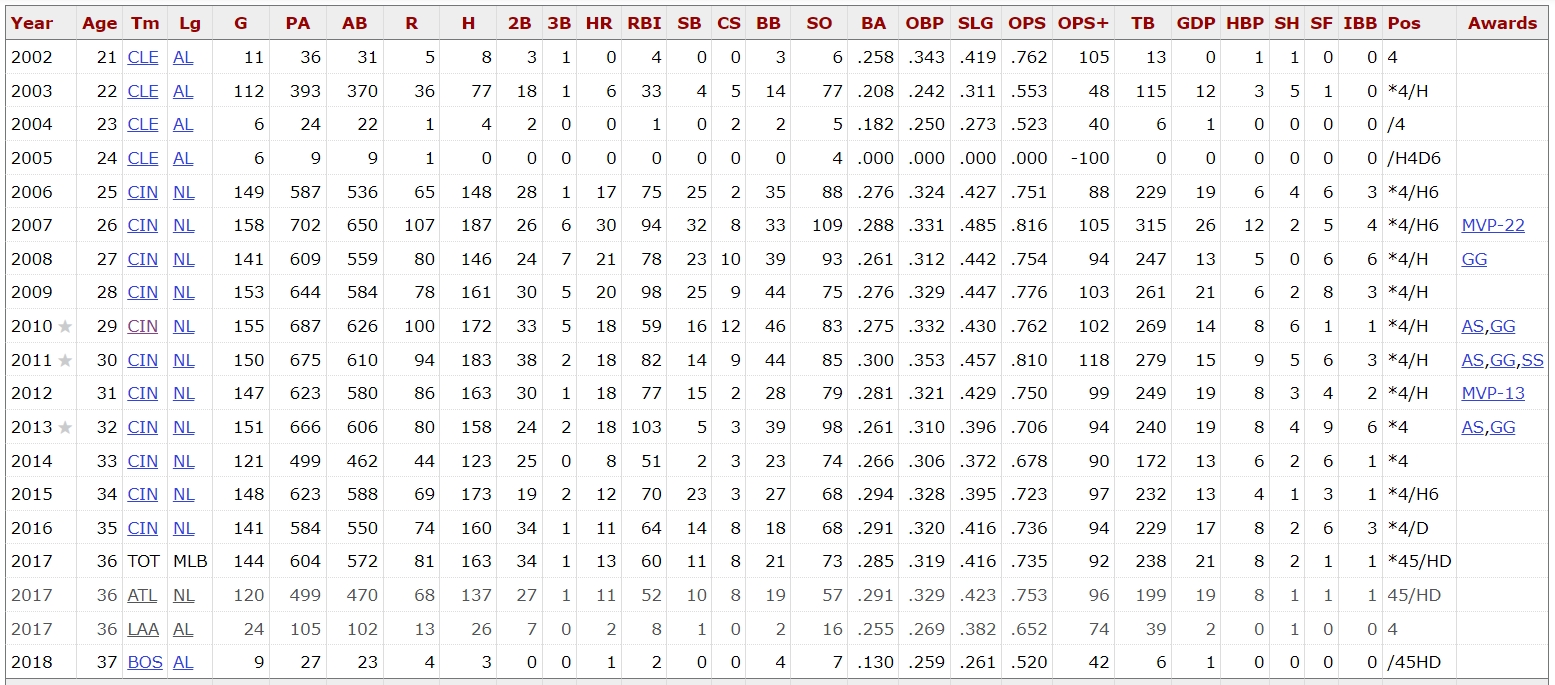 Year Age Tm Lg G PA AB R H 2B 3B HR RBI SB CS BB SO BA OBP SLG OPS OPS+ TB GDP HBP SH SF IBB Pos Awards
2002 21 CLE AL 11 36 31 5 8 3 1 0 4 0 0 3 6 .258 .343 .419 .762 105 13 0 1 1 0 0 4
2003 22 CLE AL 112 393 370 36 77 18 1 6 33 4 5 14 77 .208 .242 .311 .553 48 115 12 3 5 1 0 *4/H
2004 23 CLE AL 6 24 22 1 4 2 0 0 1 0 2 2 5 .182 .250 .273 .523 40 6 1 0 0 0 0 /4
2005 24 CLE AL 6 9 9 1 0 0 0 0 0 0 0 0 4 .000 .000 .000 .000 -100 0 0 0 0 0 0 /H4D6
2006 25 CIN NL 149 587 536 65 148 28 1 17 75 25 2 35 88 .276 .324 .427 .751 88 229 19 6 4 6 3 *4/H6
2007 26 CIN NL 158 702 650 107 187 26 6 30 94 32 8 33 109 .288 .331 .485 .816 105 315 26 12 2 5 4 *4/H6 MVP-22
2008 27 CIN NL 141 609 559 80 146 24 7 21 78 23 10 39 93 .261 .312 .442 .754 94 247 13 5 0 6 6 *4/H GG
2009 28 CIN NL 153 644 584 78 161 30 5 20 98 25 9 44 75 .276 .329 .447 .776 103 261 21 6 2 8 3 *4/H
2010 ★ 29 CIN NL 155 687 626 100 172 33 5 18 59 16 12 46 83 .275 .332 .430 .762 102 269 14 8 6 1 1 *4/H AS,GG
2011 ★ 30 CIN NL 150 675 610 94 183 38 2 18 82 14 9 44 85 .300 .353 .457 .810 118 279 15 9 5 6 3 *4/H AS,GG,SS
2012 31 CIN NL 147 623 580 86 163 30 1 18 77 15 2 28 79 .281 .321 .429 .750 99 249 19 8 3 4 2 *4/H MVP-13
2013 ★ 32 CIN NL 151 666 606 80 158 24 2 18 103 5 3 39 98 .261 .310 .396 .706 94 240 19 8 4 9 6 *4 AS,GG
2014 33 CIN NL 121 499 462 44 123 25 0 8 51 2 3 23 74 .266 .306 .372 .678 90 172 13 6 2 6 1 *4
2015 34 CIN NL 148 623 588 69 173 19 2 12 70 23 3 27 68 .294 .328 .395 .723 97 232 13 4 1 3 1 *4/H6
2016 35 CIN NL 141 584 550 74 160 34 1 11 64 14 8 18 68 .291 .320 .416 .736 94 229 17 8 2 6 3 *4/D
2017 36 TOT MLB 144 604 572 81 163 34 1 13 60 11 8 21 73 .285 .319 .416 .735 92 238 21 8 2 1 1 *45/HD
2017 36 ATL NL 120 499 470 68 137 27 1 11 52 10 8 19 57 .291 .329 .423 .753 96 199 19 8 1 1 1 45/HD
2017 36 LAA AL 24 105 102 13 26 7 0 2 8 1 0 2 16 .255 .269 .382 .652 74 39 2 0 1 0 0 4
2018 37 BOS AL 9 27 23 4 3 0 0 1 2 0 0 4 7 .130 .259 .261 .520 42 6 1 0 0 0 0 /45HD